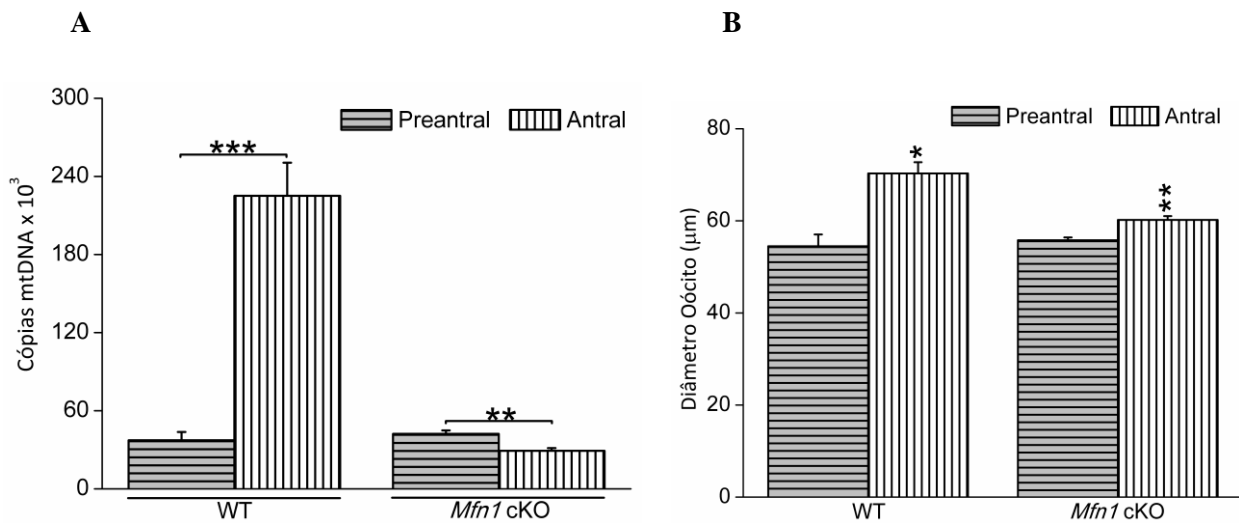 A
300
240
180
120
60
0
Cópias mtDNA x 10³
Preantral
Antral
***
**
WT
Mfn1 cKO
B
80
60
40
20
0
Diâmetro Oócito (µm)
Preantral
Antral
*
**
WT
Mfn1 cKO